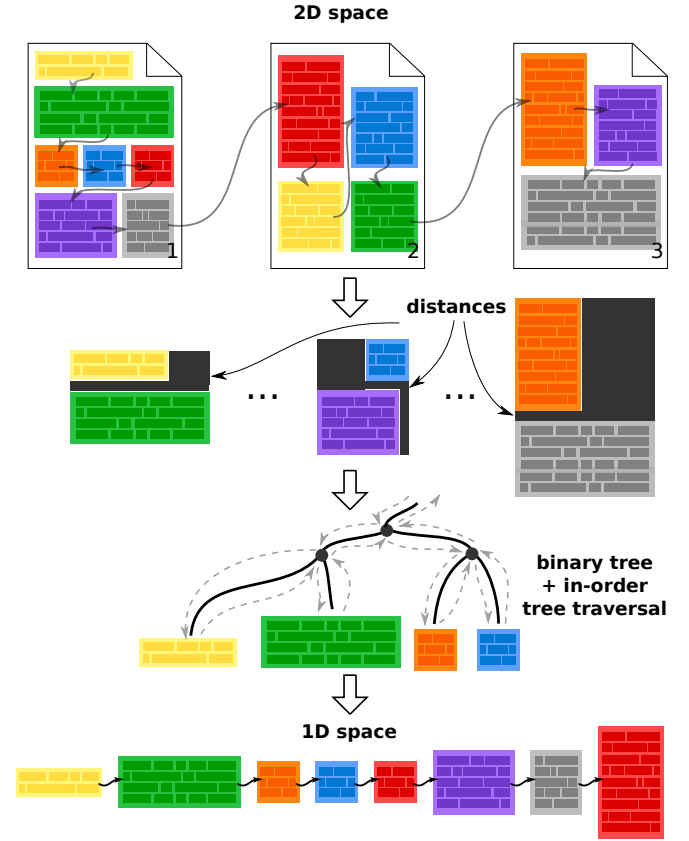 2D space
1
2
3
distances
...
...
binary tree
+ in-order
tree traversal
1D space